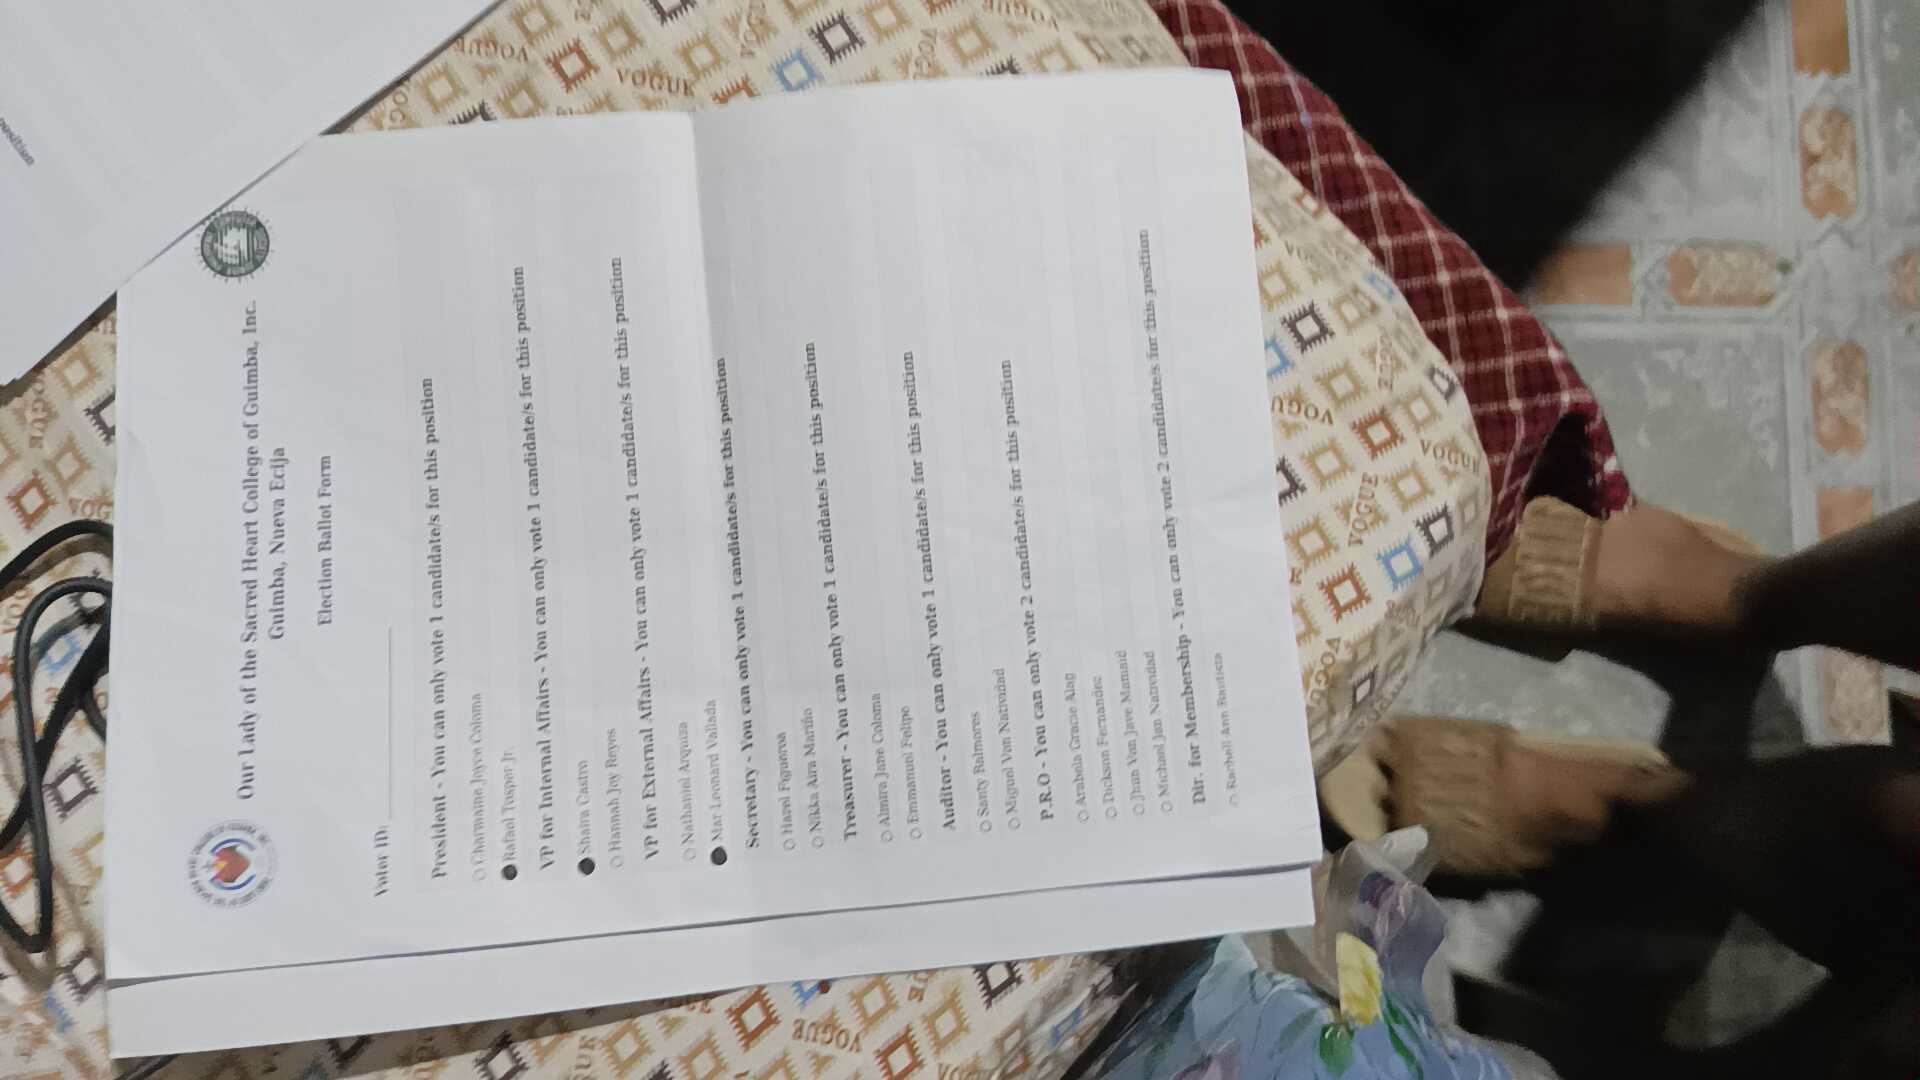 Our Lady of the Sacred Heart College of Guimba, Inc.
Guimba, Nueva Ecija
Election Ballot Form
Voter ID:
President - You can only vote 1 candidate/s for this position
Charmaine Joyce Coloma
Rafael Tosper Jr.
VP for Internal Affairs - You can only vote 1 candidate/s for this position
Shaira Castro
Hannah Joy Reyes
VP for External Affairs - You can only vote 1 candidate/s for this position
Nathaniel Arquiza
Mar Leonard Vallada
Secretary - You can only vote 1 candidate/s for this position
Hazel Figueroa
Nikka Aira Mariño
Treasurer - You can only vote 1 candidate/s for this position
Almira Jane Coloma
Emmanuel Felipe
Auditor - You can only vote 1 candidate/s for this position
Santy Balmores
Miguel Von Natividad
P.R.O - You can only vote 2 candidate/s for this position
Arabela Gracie Alag
Dickson Fernandez
Jhun Von Jave Mamaid
Michael Jan Natividad
Dir. for Membership - You can only vote 2 candidate/s for this position
Rachell Ann Bautista
position
VOGUE
VOGUE
VOGUE
VOGUE
VOGUE
VOGUE
VOGUE